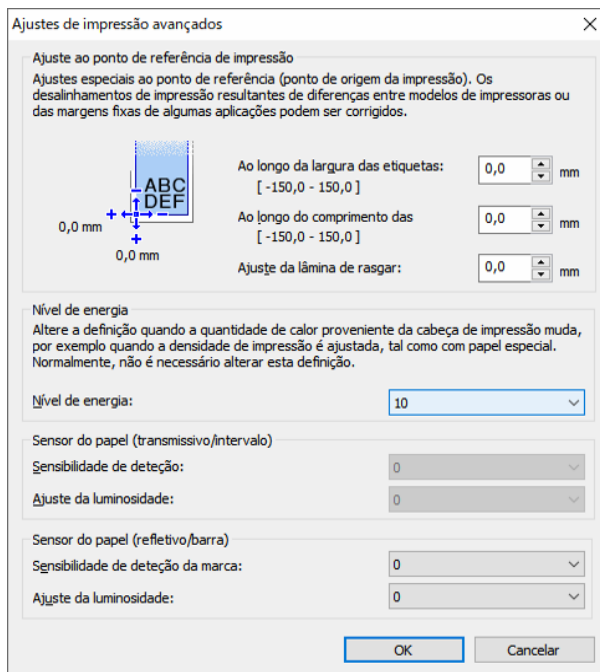 Ajustes de impressão avançados
Ajuste ao ponto de referência de impressão
Ajustes especiais ao ponto de referência (ponto de origem da impressão). Os
desalinhamentos de impressão resultantes de diferenças entre modelos de impressoras ou
das margens fixas de algumas aplicações podem ser corrigidos.
ABC
DEF
0,0 mm
0,0 mm
Ao longo da largura das etiquetas:
0,0 mm
[ -150,0 - 150,0 ]
Ao longo do comprimento das
0,0 mm
[ -150,0 - 150,0 ]
Ajuste da lâmina de rasgar:
0,0 mm
Nível de energia
Altere a definição quando a quantidade de calor proveniente da cabeça de impressão muda,
por exemplo quando a densidade de impressão é ajustada, tal como com papel especial.
Normalmente, não é necessário alterar esta definição.
Nível de energia:
10
Sensor do papel (transmissivo/intervalo)
Sensibilidade de deteção:
0
Ajuste da luminosidade:
0
Sensor do papel (refletivo/barra)
Sensibilidade de deteção da marca:
0
Ajuste da luminosidade:
0
OK
Cancelar